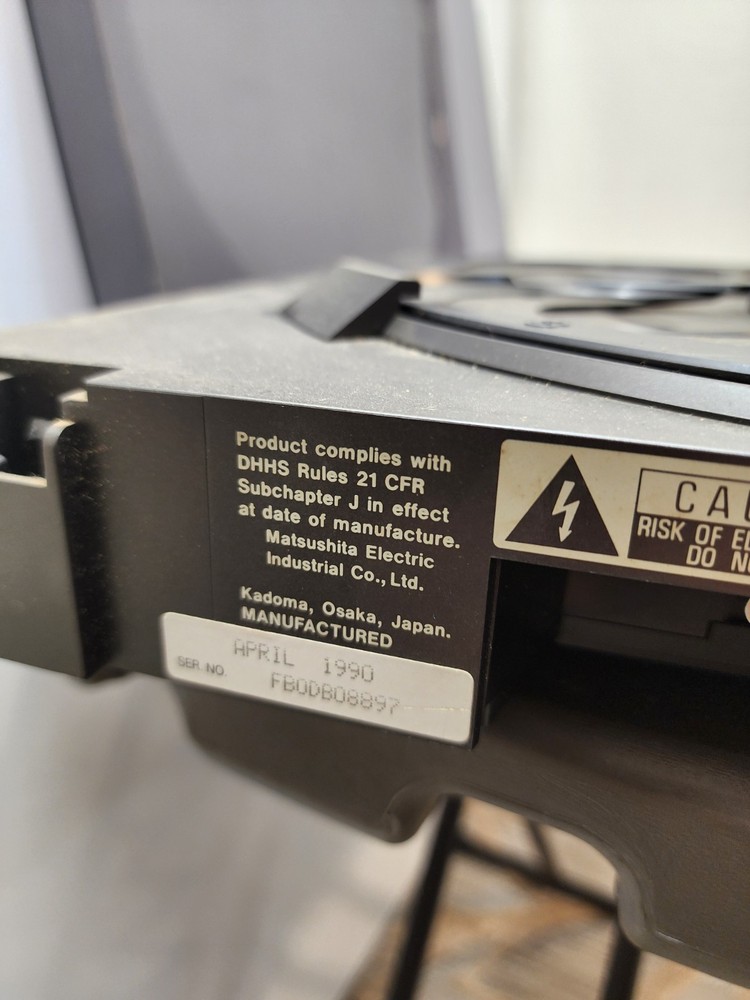 Product complies with
DHHS Rules 21 CFR
Subchapter J in effect
at date of manufacture.
Matsushita Electric
Industrial Co., Ltd.
Kadoma, Osaka, Japan.
MANUFACTURED
APRIL 1990
SER. NO. FB0DB08897
RISK OF
DO